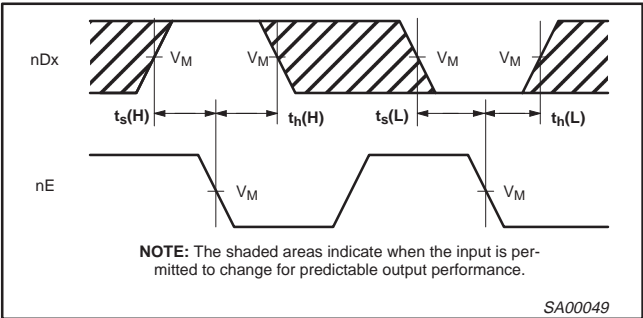 nDx
VM VM VM VM
ts(H) th(H) ts(L) th(L)
nE
VM VM
NOTE: The shaded areas indicate when the input is per-
mitted to change for predictable output performance.
SA00049